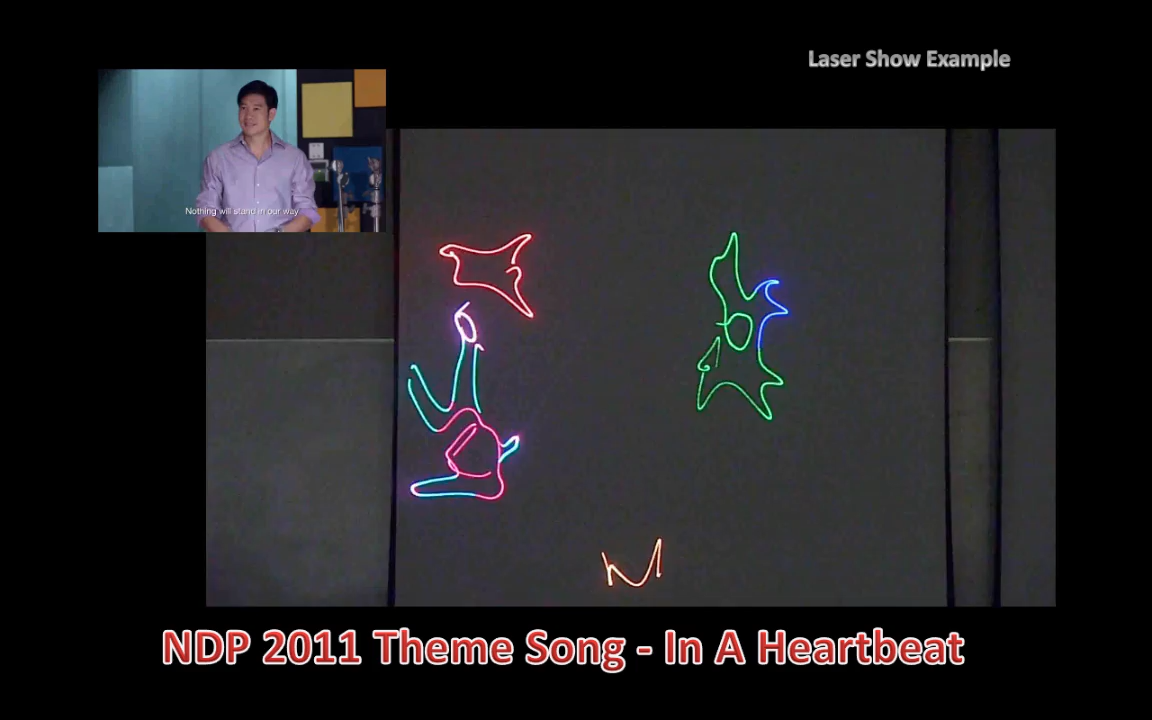 Laser Show Example
Nothing will stand in our way
NDP 2011 Theme Song - In A Heartbeat